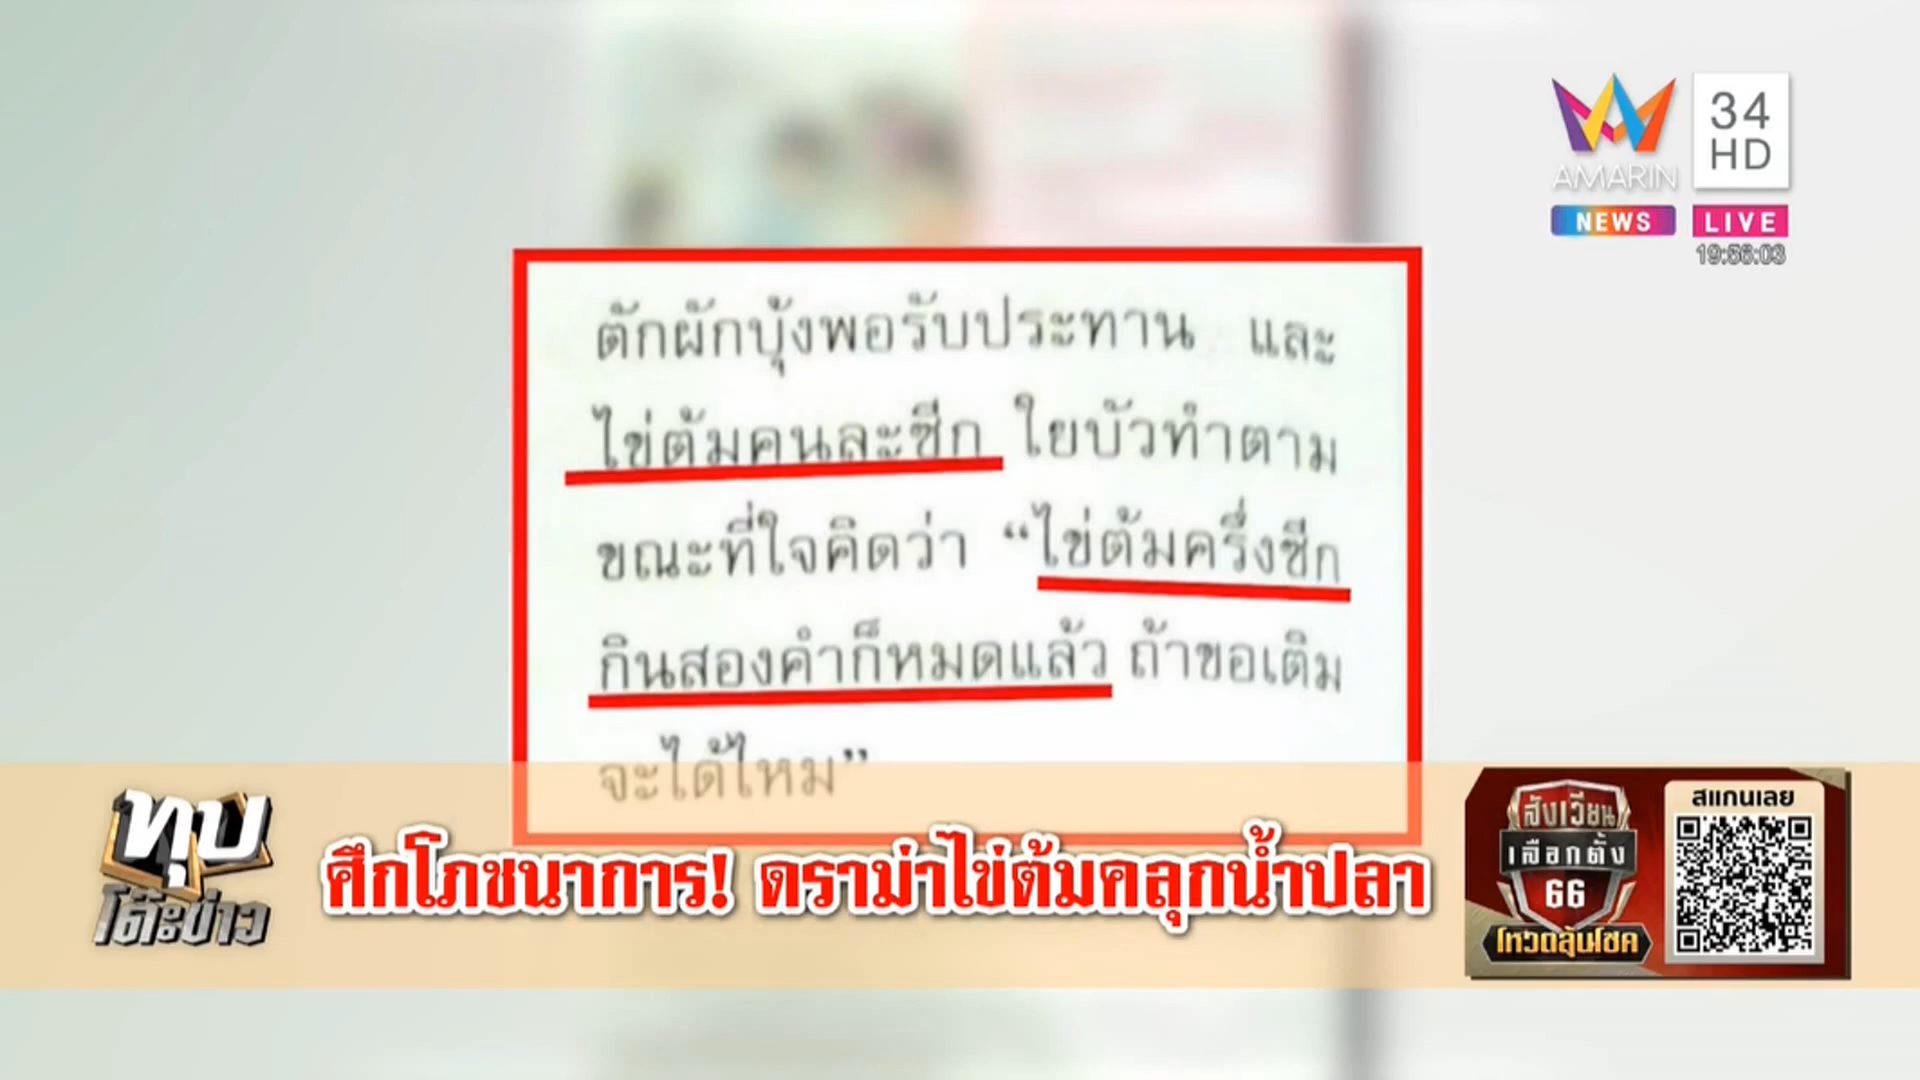 AMARIN
34
HD
NEWS
LIVE
19:56:03
ตักผักบุ้งพอรับประทาน และ
ไข่ต้มคนละซีก ใยบัวทำตาม
ขณะที่ใจคิดว่า “ไข่ต้มครึ่งซีก
กินสองคำก็หมดแล้ว ถ้าขอเติม
จะได้ไหม”
ทุบ
โต๊ะข่าว
ศึกโภชนาการ! ดราม่าไข่ต้มคลุกน้ำปลา
สังเวียน
เลือกตั้ง
66
โหวตลุ้นโชค
สแกนเลย